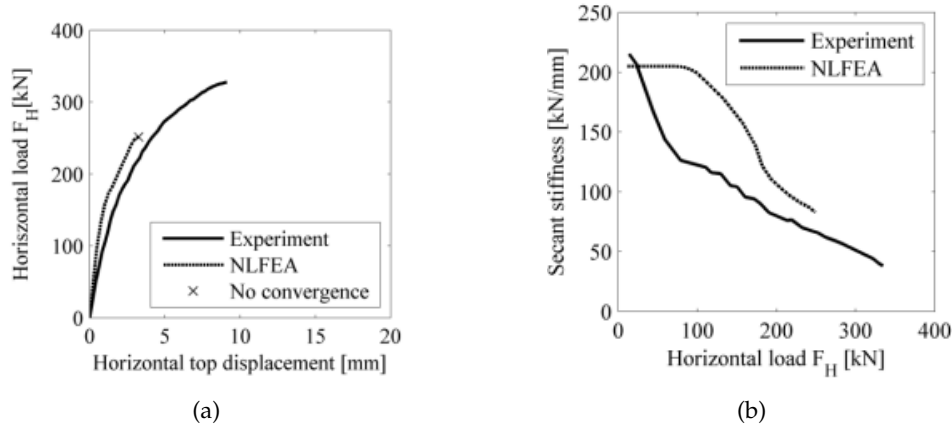 400
300
200
100
0
Horiszontal load F_H[kN]
Experiment
NLFEA
No convergence
0 5 10 15 20
Horizontal top displacement [mm]
(a)
250
200
150
100
50
0
Secant stiffness [kN/mm]
Experiment
NLFEA
0 100 200 300 400
Horizontal load F_H [kN]
(b)